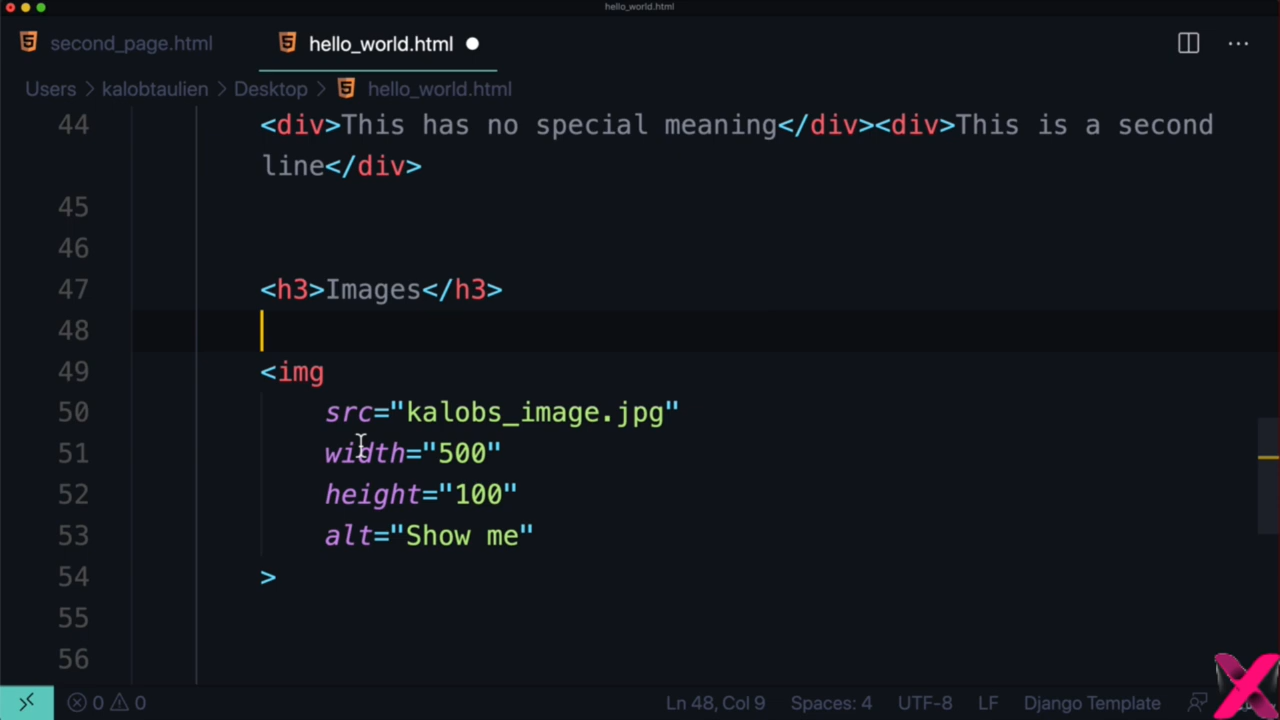 hello_world.html
second_page.html hello_world.html
Users > kalobtaulien > Desktop > hello_world.html
44 <div>This has no special meaning</div><div>This is a second
line</div>
45
46
47 <h3>Images</h3>
48
49 <img
50 src="kalobs_image.jpg"
51 width="500"
52 height="100"
53 alt="Show me"
54 >
55
56
0 0 Ln 48, Col 9 Spaces: 4 UTF-8 LF Django Template